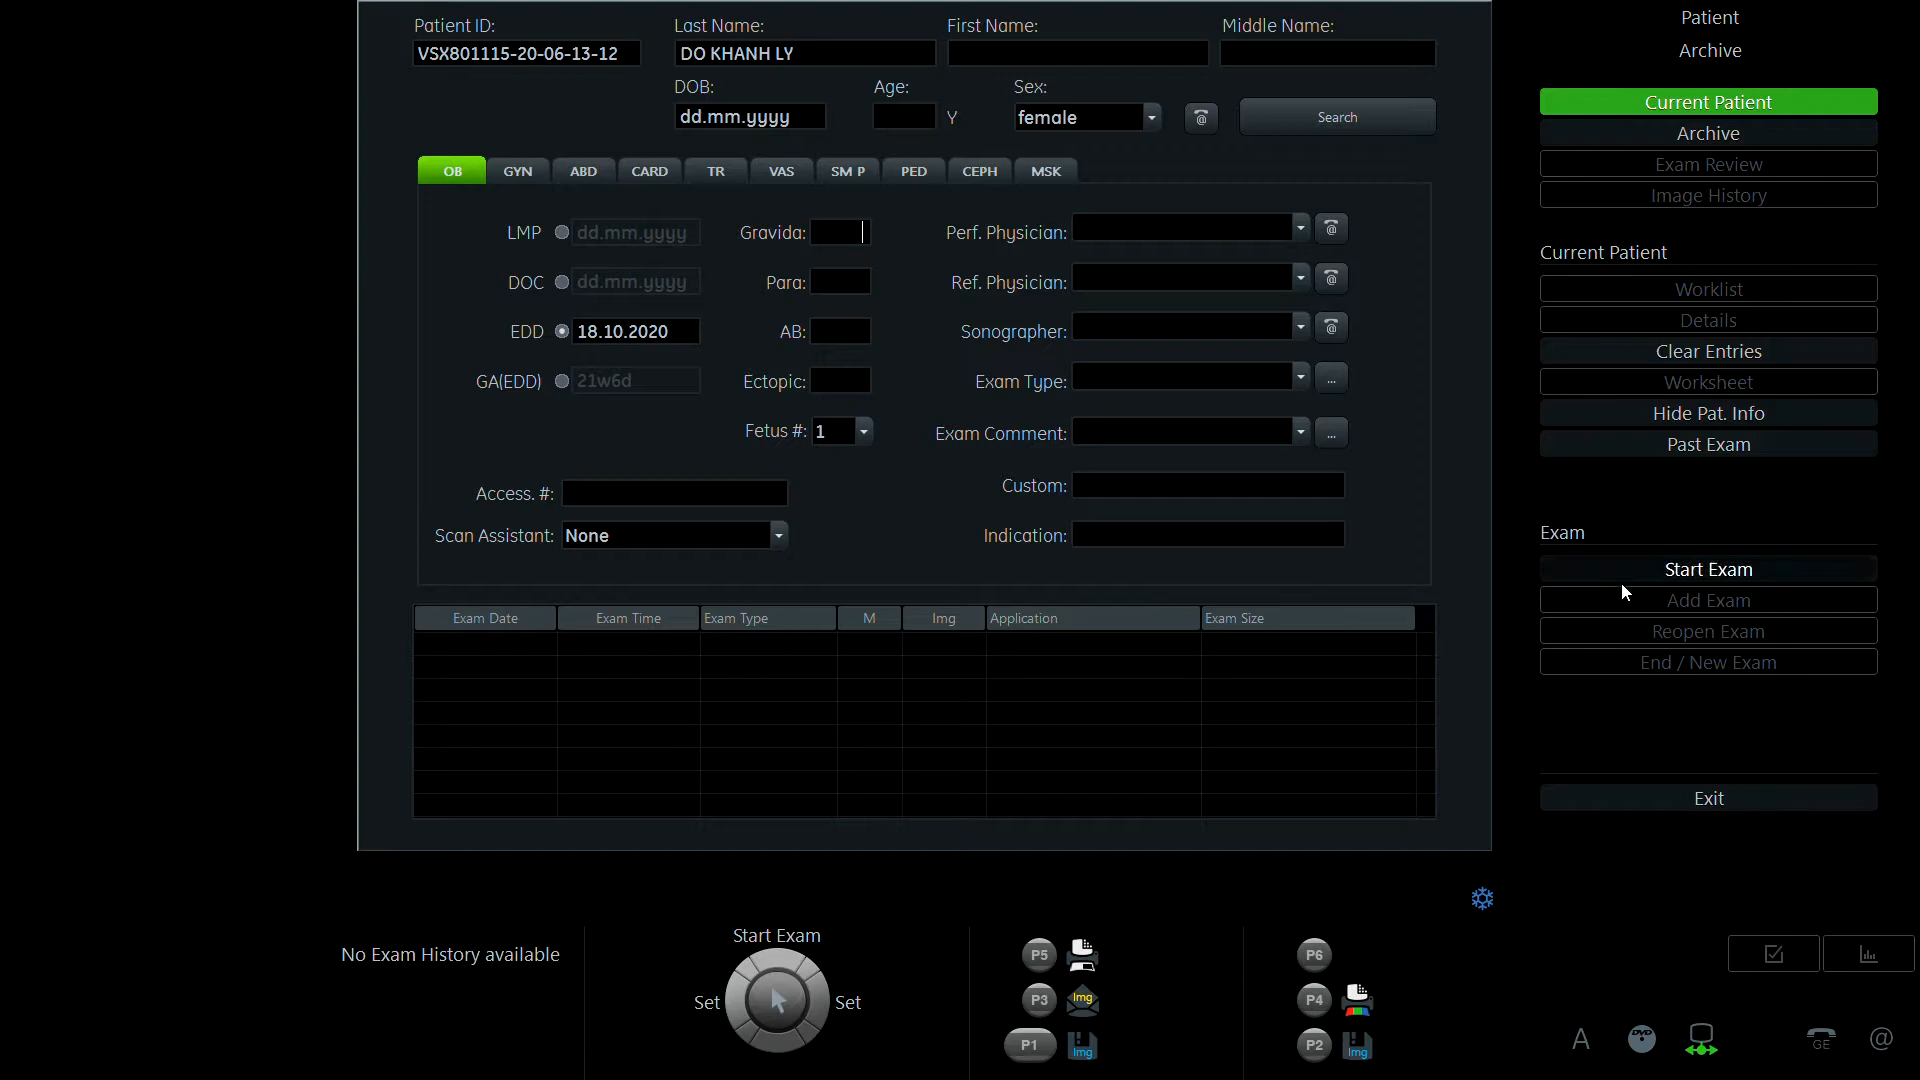 Patient ID: Last Name: First Name: Middle Name:
VSX801115-20-06-13-12 DO KHANH LY
DOB: Age: Sex:
dd.mm.yyyy Y female @ Search
OB GYN ABD CARD TR VAS SM P PED CEPH MSK
LMP dd.mm.yyyy Gravida: Perf. Physician: @
DOC dd.mm.yyyy Para: Ref. Physician: @
EDD 18.10.2020 AB: Sonographer: @
GA(EDD) 21w6d Ectopic: Exam Type: ...
Fetus #: 1 Exam Comment: ...
Access. #: Custom:
Scan Assistant: None Indication:
Exam Date Exam Time Exam Type M Img Application Exam Size
Patient
Archive
Current Patient
Archive
Exam Review
Image History
Current Patient
Worklist
Details
Clear Entries
Worksheet
Hide Pat. Info
Past Exam
Exam
Start Exam
Add Exam
Reopen Exam
End / New Exam
Exit
No Exam History available
Start Exam
Set Set
P5 P6
P3 Img P4
P1 Img P2 Img
A DVD GE @